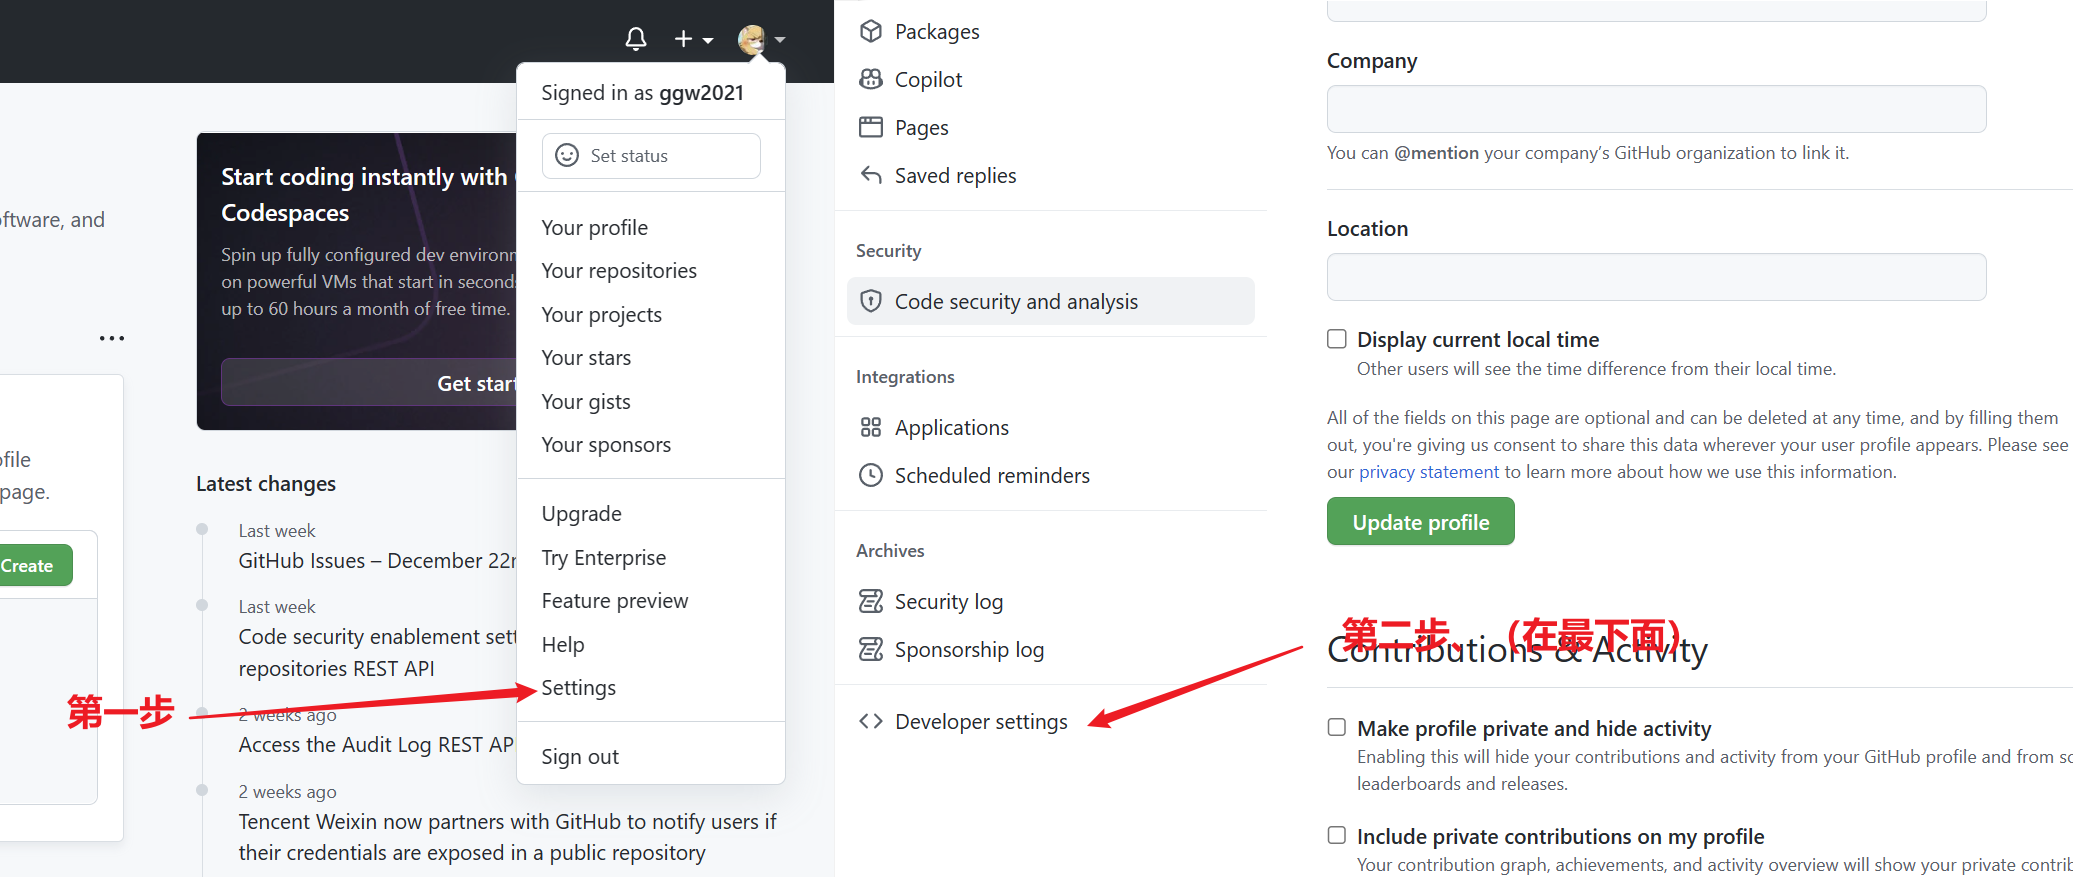 Signed in as ggw2021
Set status
Your profile
Your repositories
Your projects
Your stars
Your gists
Your sponsors
Upgrade
Try Enterprise
Feature preview
Help
Settings
Sign out
software, and
Start coding instantly with
Codespaces
Spin up fully configured dev environm
on powerful VMs that start in seconds
up to 60 hours a month of free time.
Get start
ofile
page.
Create
Latest changes
Last week
GitHub Issues – December 22n
Last week
Code security enablement sett
repositories REST API
2 weeks ago
Access the Audit Log REST AP
2 weeks ago
Tencent Weixin now partners with GitHub to notify users if
their credentials are exposed in a public repository
第一步
Packages
Copilot
Pages
Saved replies
Security
Code security and analysis
Integrations
Applications
Scheduled reminders
Archives
Security log
Sponsorship log
Developer settings
第二步、（在最下面）
Company
You can @mention your company’s GitHub organization to link it.
Location
Display current local time
Other users will see the time difference from their local time.
All of the fields on this page are optional and can be deleted at any time, and by filling them
out, you're giving us consent to share this data wherever your user profile appears. Please see
our privacy statement to learn more about how we use this information.
Update profile
Contributions & Activity
Make profile private and hide activity
Enabling this will hide your contributions and activity from your GitHub profile and from so
leaderboards and releases.
Include private contributions on my profile
Your contribution graph, achievements, and activity overview will show your private contrib